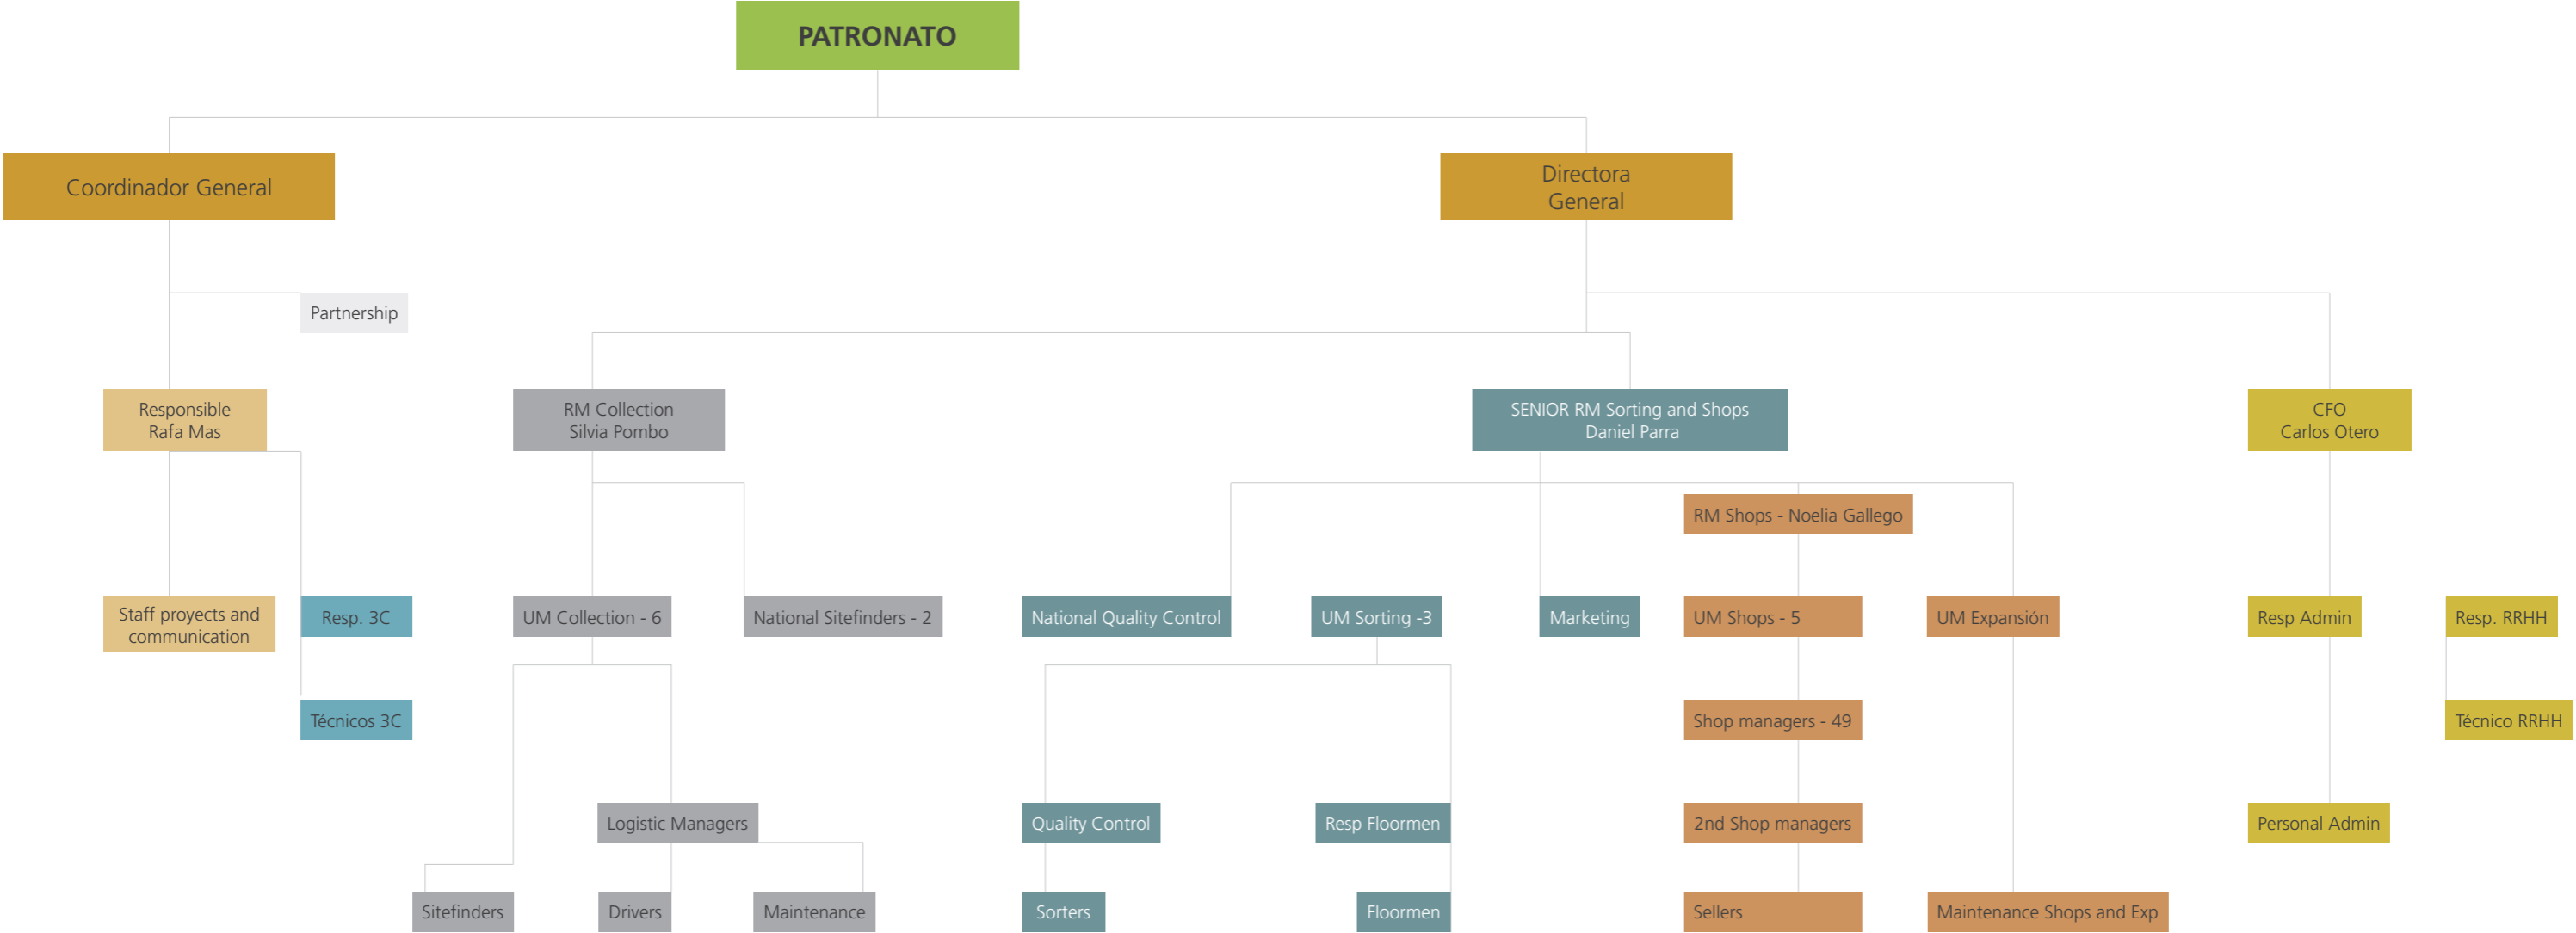 PATRONATO
Coordinador General
Directora
General
Partnership
Responsible
Rafa Mas
RM Collection
Silvia Pombo
SENIOR RM Sorting and Shops
Daniel Parra
CFO
Carlos Otero
RM Shops - Noelia Gallego
Staff proyects and
communication
Resp. 3C
UM Collection - 6
National Sitefinders - 2
National Quality Control
UM Sorting -3
Marketing
UM Shops - 5
UM Expansión
Resp Admin
Resp. RRHH
Técnicos 3C
Shop managers - 49
Técnico RRHH
Logistic Managers
Quality Control
Resp Floormen
2nd Shop managers
Personal Admin
Sitefinders
Drivers
Maintenance
Sorters
Floormen
Sellers
Maintenance Shops and Exp